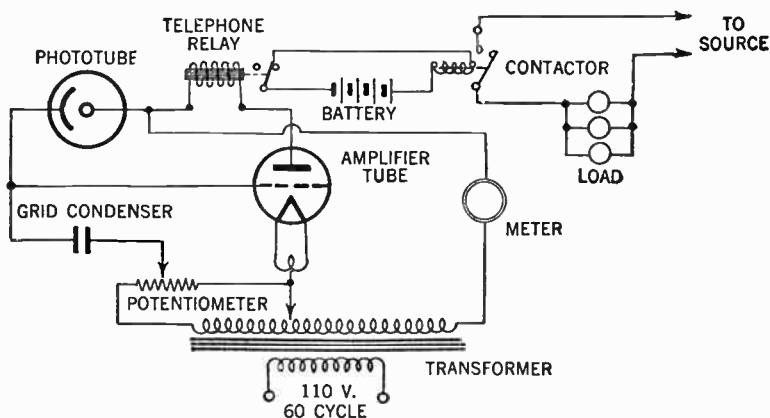 TELEPHONE
RELAY
PHOTOTUBE
TO
SOURCE
CONTACTOR
BATTERY
AMPLIFIER
TUBE
LOAD
GRID CONDENSER
METER
POTENTIOMETER
TRANSFORMER
110 V.
60 CYCLE